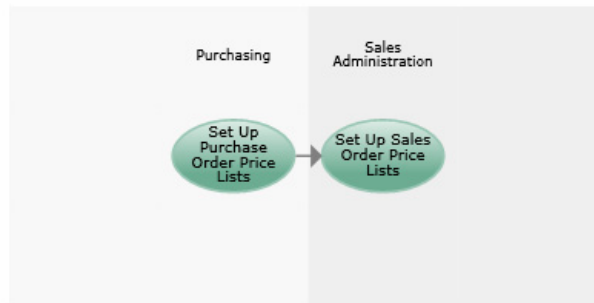 Purchasing
Sales
Administration
Set Up
Purchase
Order Price
Lists
Set Up Sales
Order Price
Lists